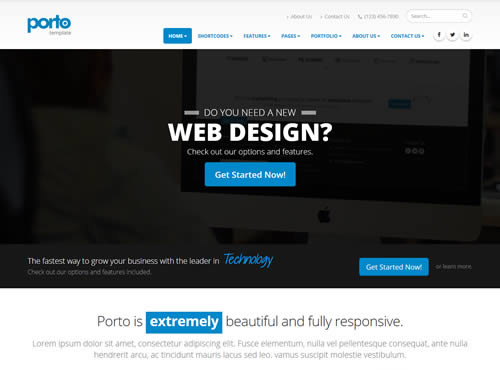 porto
template
> About Us > Contact Us (123) 456-7890 Search...
HOME SHORTCODES FEATURES PAGES PORTFOLIO ABOUT US CONTACT US
DO YOU NEED A NEW
WEB DESIGN?
Check out our options and features.
Get Started Now!
The fastest way to grow your business with the leader in Technology
Check out our options and features included.
Get Started Now! or learn more.
Porto is extremely beautiful and fully responsive.
Lorem ipsum dolor sit amet, consectetur adipiscing elit. Fusce elementum, nulla vel pellentesque consequat, ante nulla
hendrerit arcu, ac tincidunt mauris lacus sed leo. vamus suscipit molestie vestibulum.